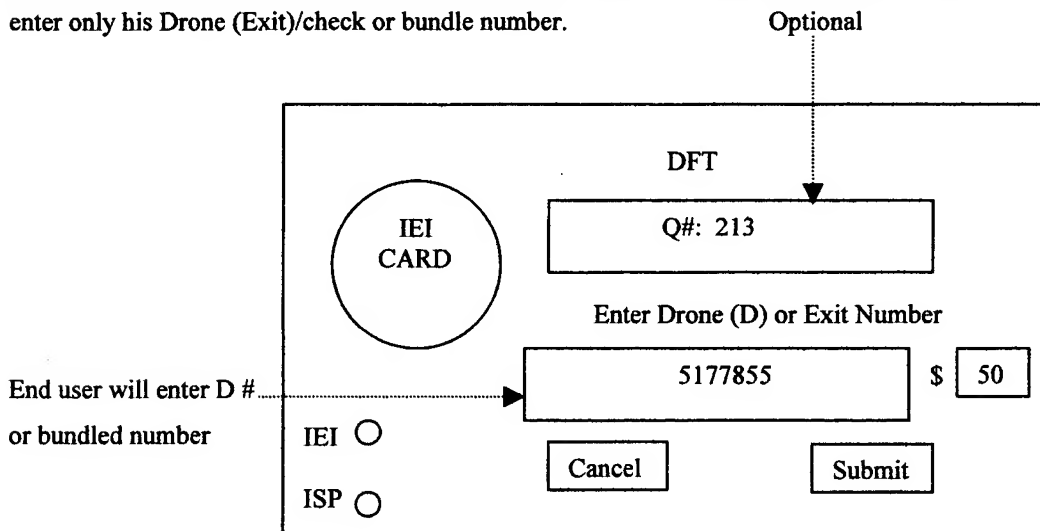 enter only his Drone (Exit)/check or bundle number.
Optional
DFT
IEI
CARD
Q#: 213
Enter Drone (D) or Exit Number
5177855
$ 50
End user will enter D #
or bundled number
IEI
ISP
Cancel
Submit